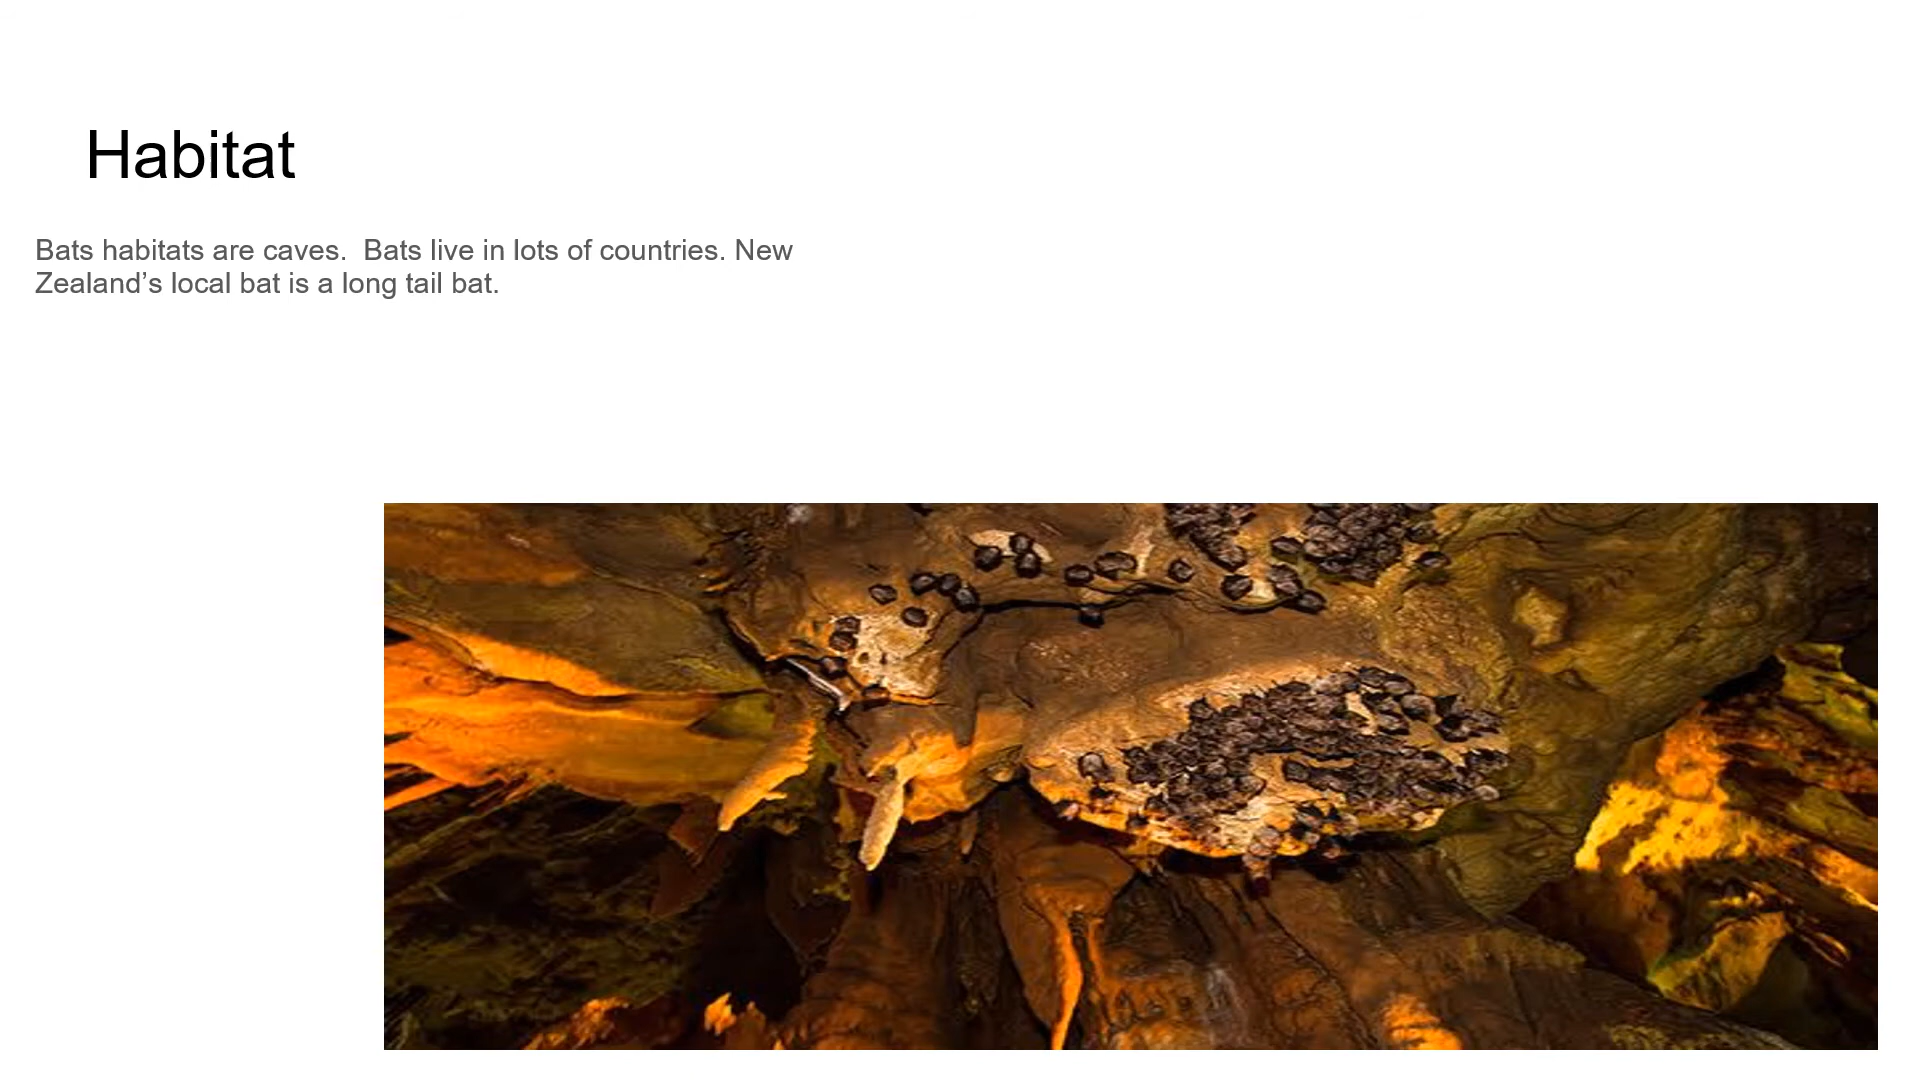 Habitat
Bats habitats are caves.  Bats live in lots of countries. New
Zealand’s local bat is a long tail bat.